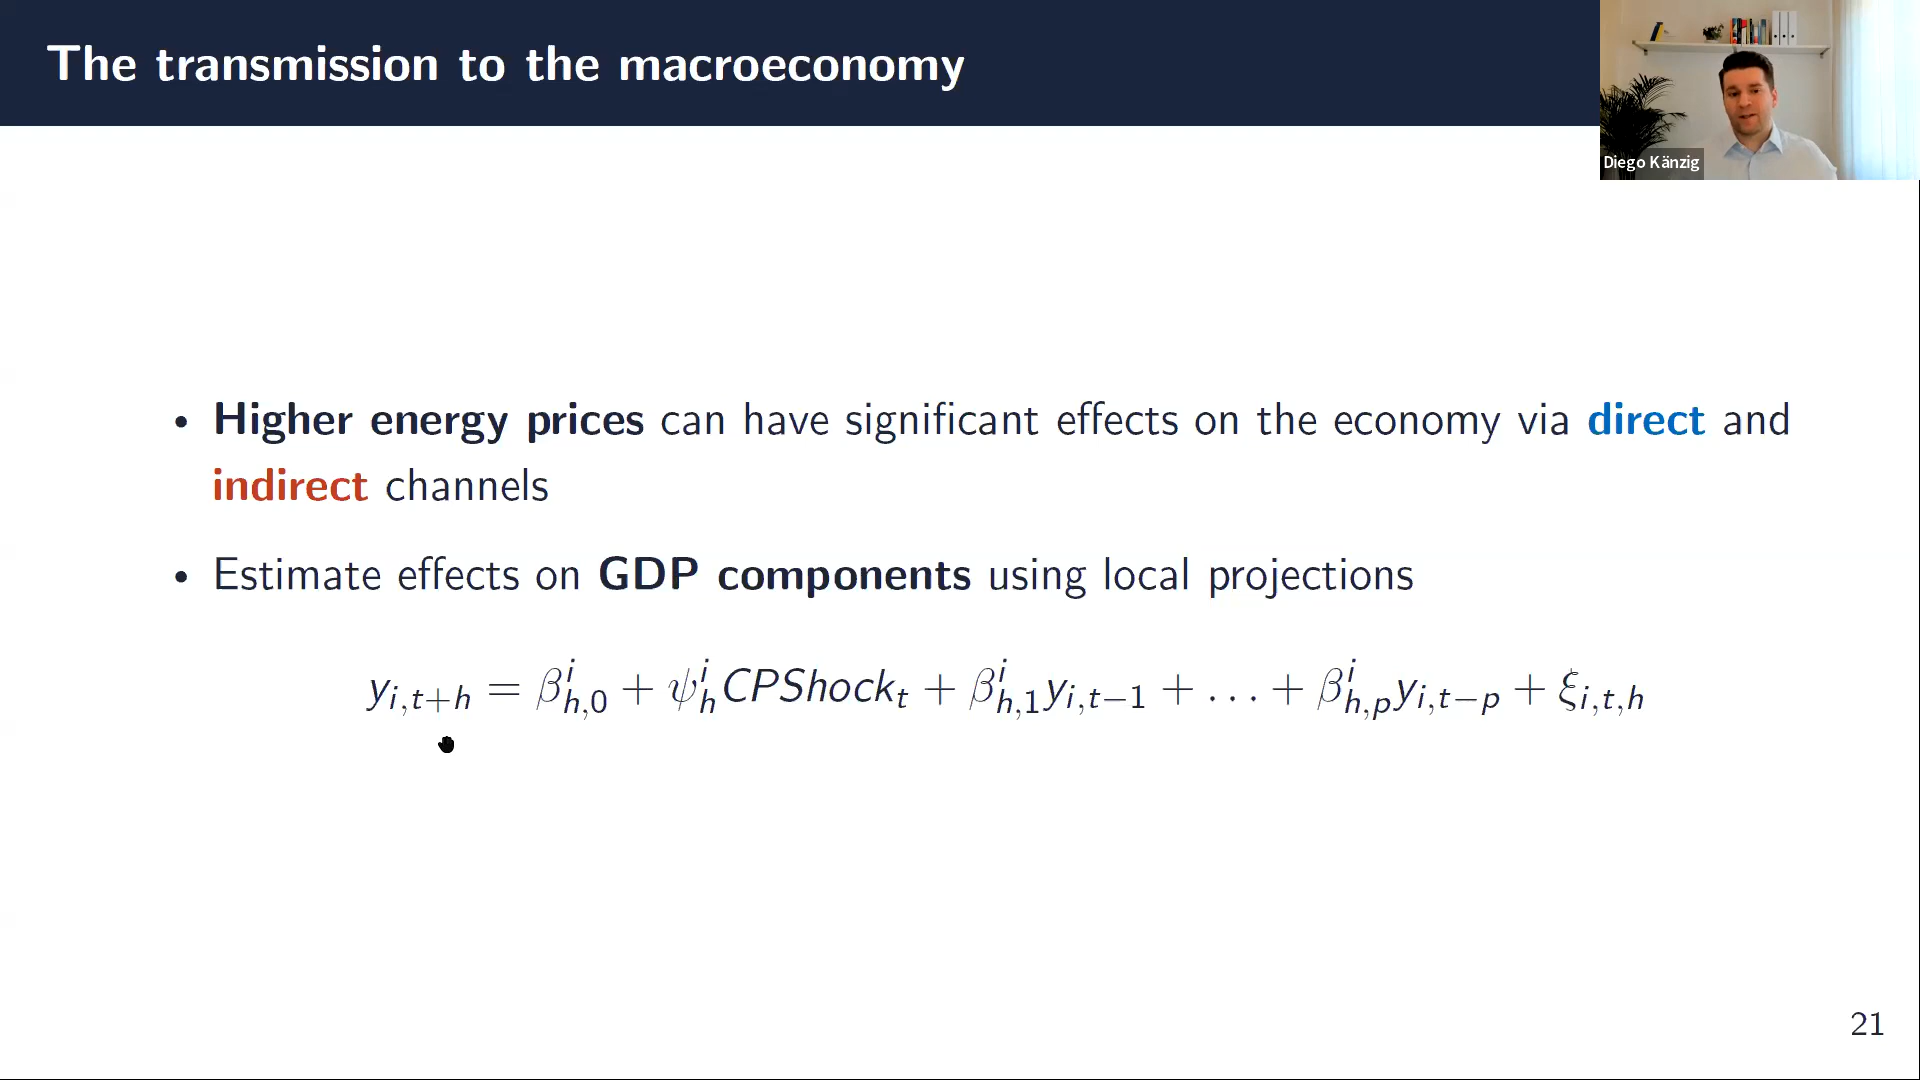 The transmission to the macroeconomy
Diego Känzig
• Higher energy prices can have significant effects on the economy via direct and
indirect channels
• Estimate effects on GDP components using local projections
y_{i,t+h} = β^i_{h,0} + ψ^i_h CPShock_t + β^i_{h,1} y_{i,t−1} + … + β^i_{h,p} y_{i,t−p} + ξ_{i,t,h}
21